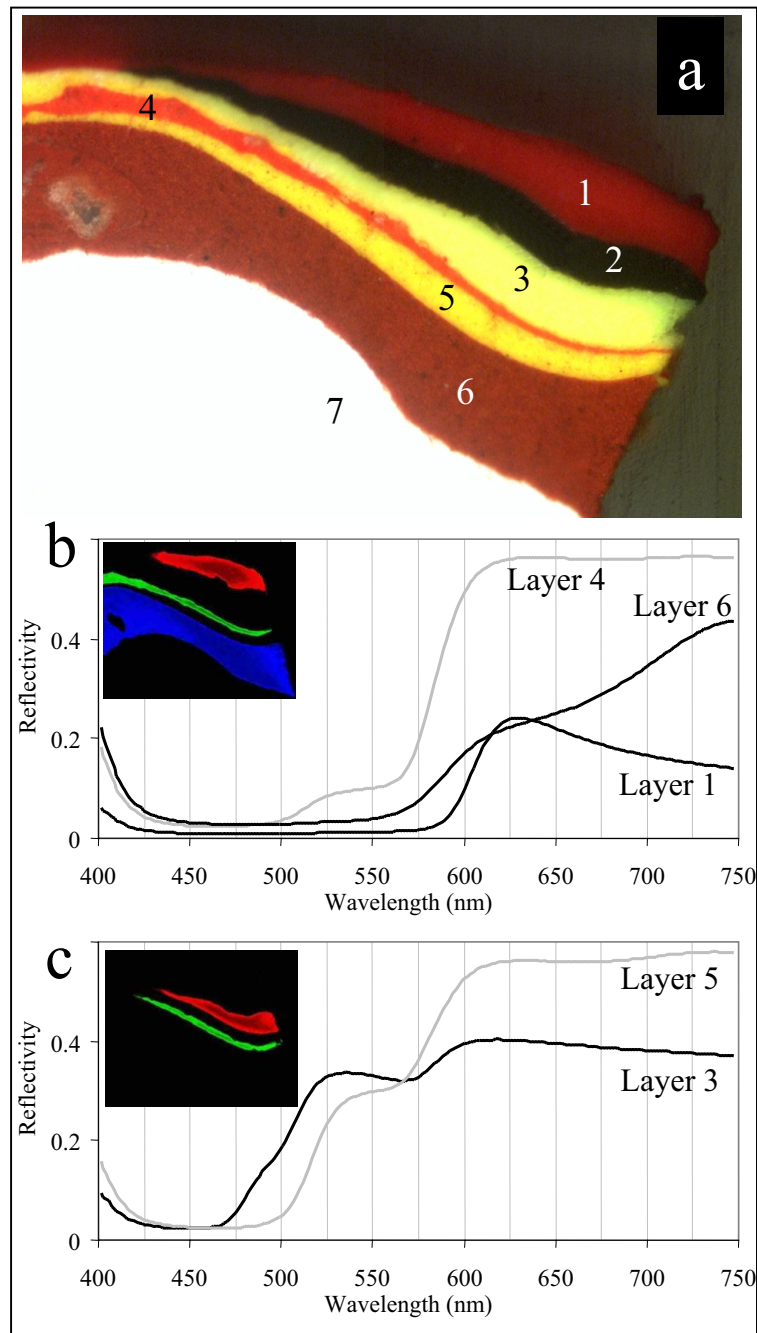 a
4
1
2
3
5
6
7
b
Reflectivity
0.4
0.2
0
Layer 4
Layer 6
Layer 1
400 450 500 550 600 650 700 750
Wavelength (nm)
c
Reflectivity
0.4
0.2
0
Layer 5
Layer 3
400 450 500 550 600 650 700 750
Wavelength (nm)